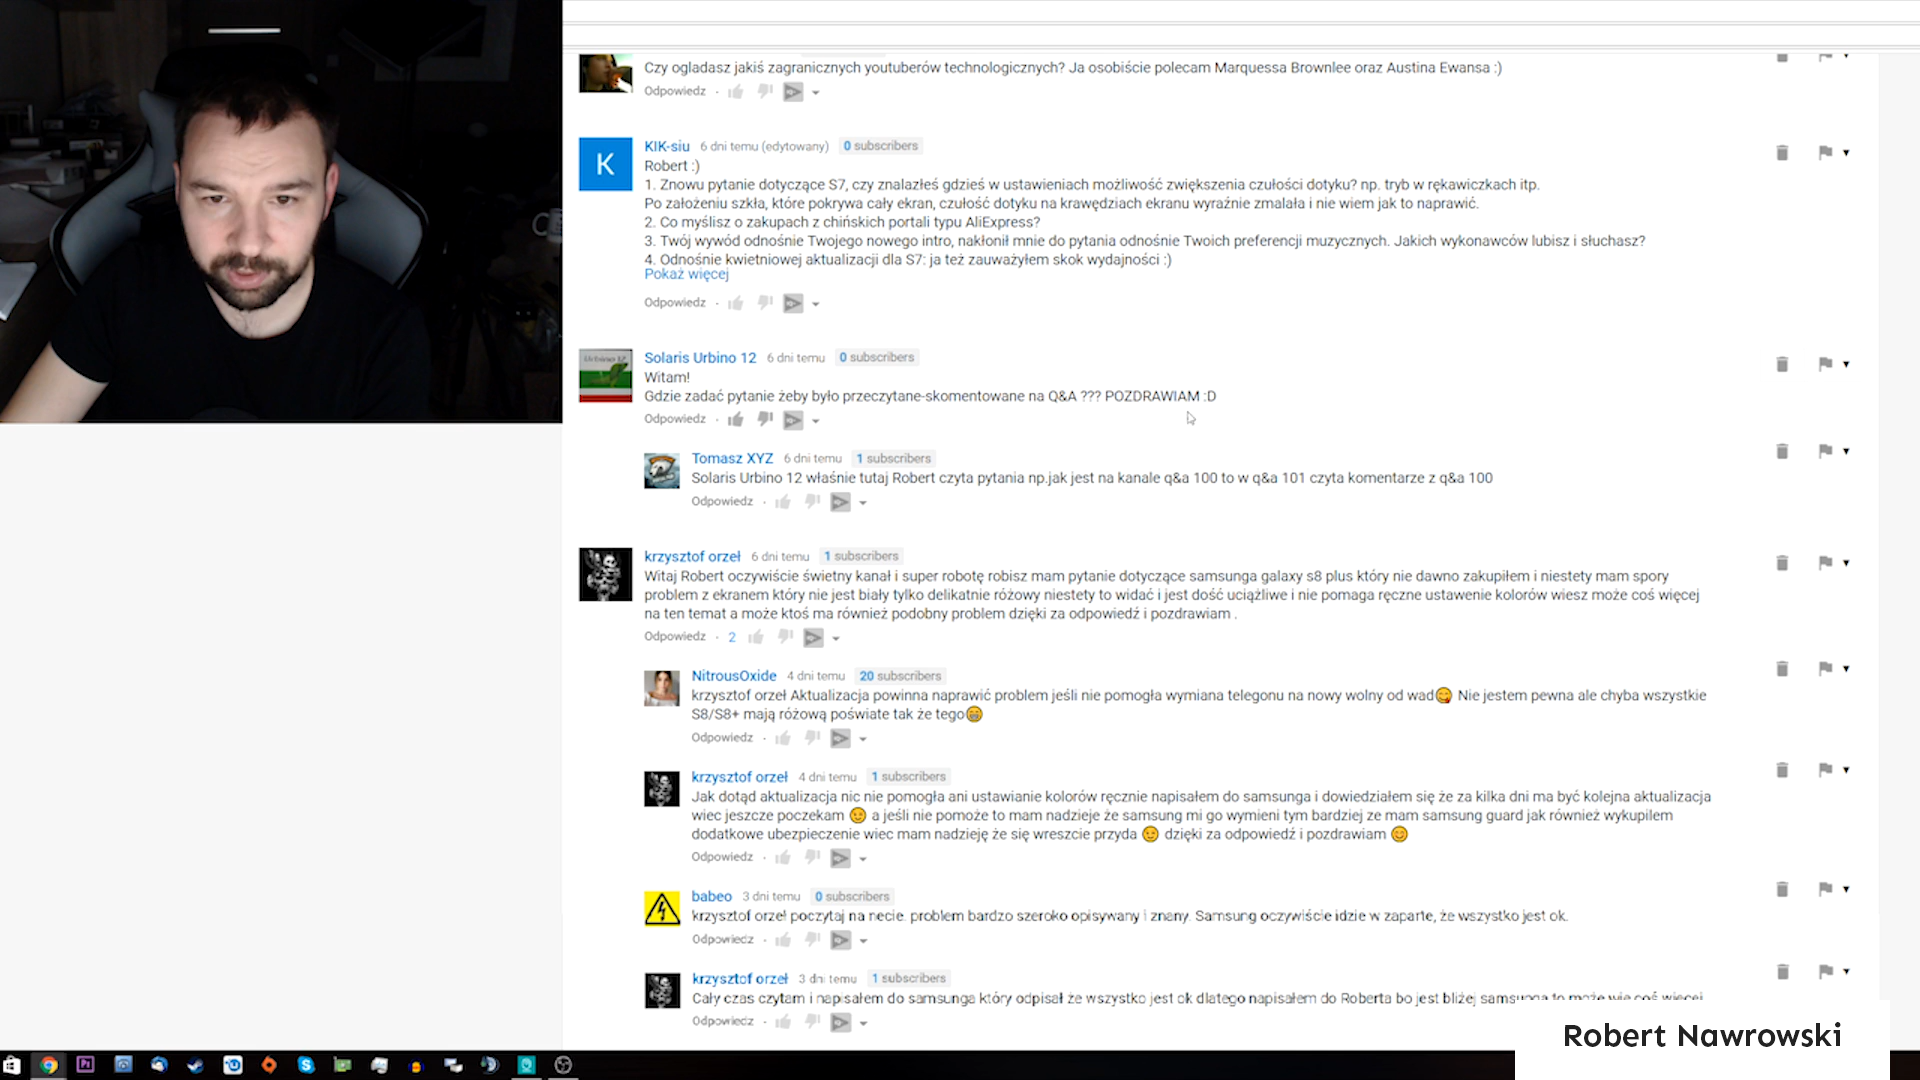 Czy ogladasz jakiś zagranicznych youtuberów technologicznych? Ja osobiście polecam Marquessa Brownlee oraz Austina Ewansa :)
Odpowiedz
K
KIK-siu 6 dni temu (edytowany) 0 subscribers
Robert :)
1. Znowu pytanie dotyczące S7, czy znalazłeś gdzieś w ustawieniach możliwość zwiększenia czułości dotyku? np. tryb w rękawiczkach itp.
Po założeniu szkła, które pokrywa cały ekran, czułość dotyku na krawędziach ekranu wyraźnie zmalała i nie wiem jak to naprawić.
2. Co myślisz o zakupach z chińskich portali typu AliExpress?
3. Twój wywód odnośnie Twojego nowego intro, nakłonił mnie do pytania odnośnie Twoich preferencji muzycznych. Jakich wykonawców lubisz i słuchasz?
4. Odnośnie kwietniowej aktualizacji dla S7: ja też zauważyłem skok wydajności :)
Pokaż więcej
Odpowiedz
Solaris Urbino 12 6 dni temu 0 subscribers
Witam!
Gdzie zadać pytanie żeby było przeczytane-skomentowane na Q&A ??? POZDRAWIAM :D
Odpowiedz
Tomasz XYZ 6 dni temu 1 subscribers
Solaris Urbino 12 właśnie tutaj Robert czyta pytania np.jak jest na kanale q&a 100 to w q&a 101 czyta komentarze z q&a 100
Odpowiedz
krzysztof orzeł 6 dni temu 1 subscribers
Witaj Robert oczywiście świetny kanał i super robotę robisz mam pytanie dotyczące samsunga galaxy s8 plus który nie dawno zakupiłem i niestety mam spory
problem z ekranem który nie jest biały tylko delikatnie różowy niestety to widać i jest dość uciążliwe i nie pomaga ręczne ustawenie kolorów wiesz może coś więcej
na ten temat a może ktoś ma również podobny problem dzięki za odpowiedź i pozdrawiam .
Odpowiedz 2
NitrousOxide 4 dni temu 20 subscribers
krzysztof orzeł Aktualizacja powinna naprawić problem jeśli nie pomogła wymiana telegonu na nowy wolny od wad😋 Nie jestem pewna ale chyba wszystkie
S8/S8+ mają różową poświate tak że tego😁
Odpowiedz
krzysztof orzeł 4 dni temu 1 subscribers
Jak dotąd aktualizacja nic nie pomogła ani ustawianie kolorów ręcznie napisałem do samsunga i dowiedziałem się że za kilka dni ma być kolejna aktualizacja
wiec jeszcze poczekam 😉 a jeśli nie pomoże to mam nadzieje że samsung mi go wymieni tym bardziej ze mam samsung guard jak również wykupilem
dodatkowe ubezpieczenie wiec mam nadzieję że się wreszcie przyda 😉 dzięki za odpowiedź i pozdrawiam 😊
Odpowiedz
babeo 3 dni temu 0 subscribers
krzysztof orzeł poczytaj na necie. problem bardzo szeroko opisywany i znany. Samsung oczywiście idzie w zaparte, że wszystko jest ok.
Odpowiedz
krzysztof orzeł 3 dni temu 1 subscribers
Cały czas czytam i napisałem do samsunga który odpisał że wszystko jest ok dlatego napisałem do Roberta bo jest bliżej samsunga to może wie coś więcej
Odpowiedz
Robert Nawrowski